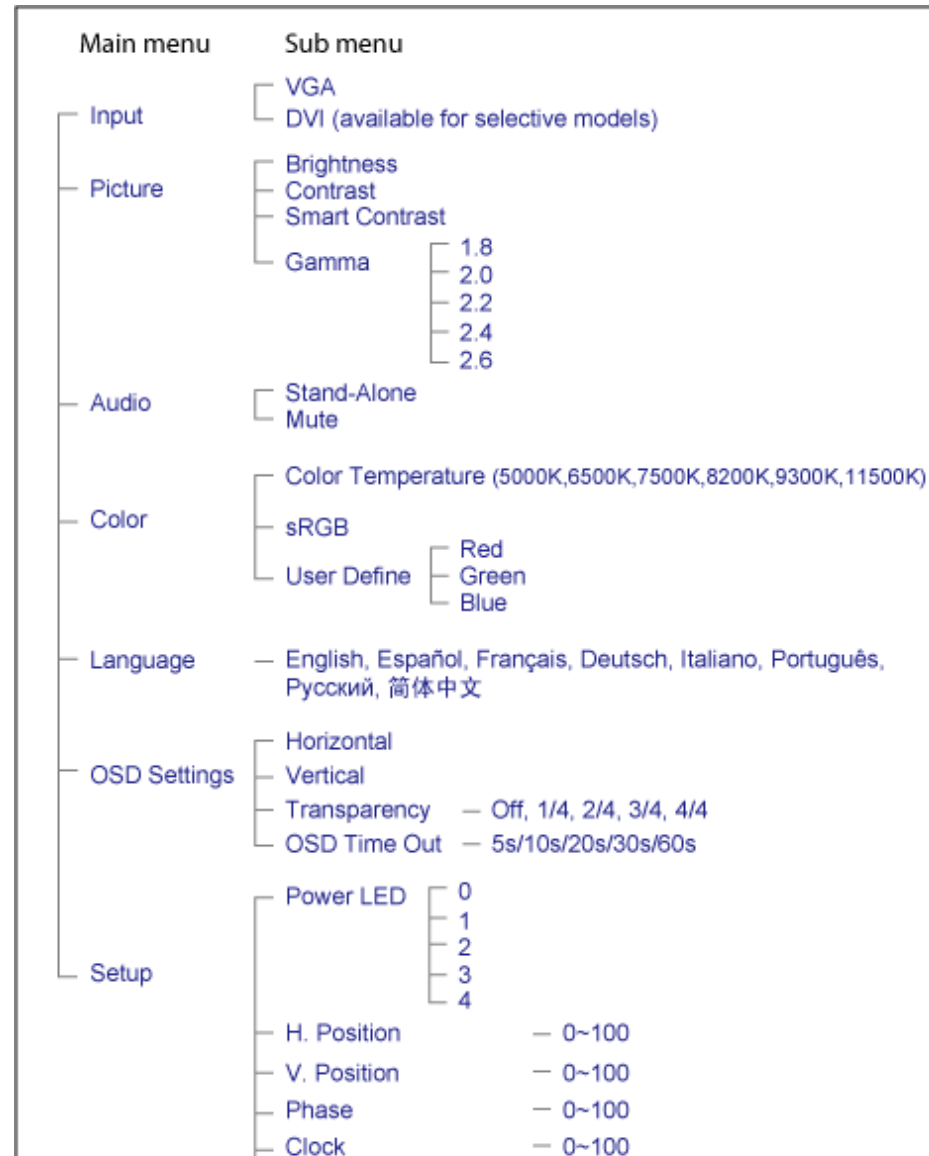 Main menu Sub menu
VGA
Input
DVI (available for selective models)
Brightness
Picture Contrast
Smart Contrast
Gamma 1.8
2.0
2.2
2.4
2.6
Audio Stand-Alone
Mute
Color Temperature (5000K,6500K,7500K,8200K,9300K,11500K)
Color sRGB
Red
User Define Green
Blue
Language English, Español, Français, Deutsch, Italiano, Português,
Русский, 简体中文
Horizontal
OSD Settings Vertical
Transparency Off, 1/4, 2/4, 3/4, 4/4
OSD Time Out 5s/10s/20s/30s/60s
Power LED 0
1
2
Setup 3
4
H. Position 0~100
V. Position 0~100
Phase 0~100
Clock 0~100